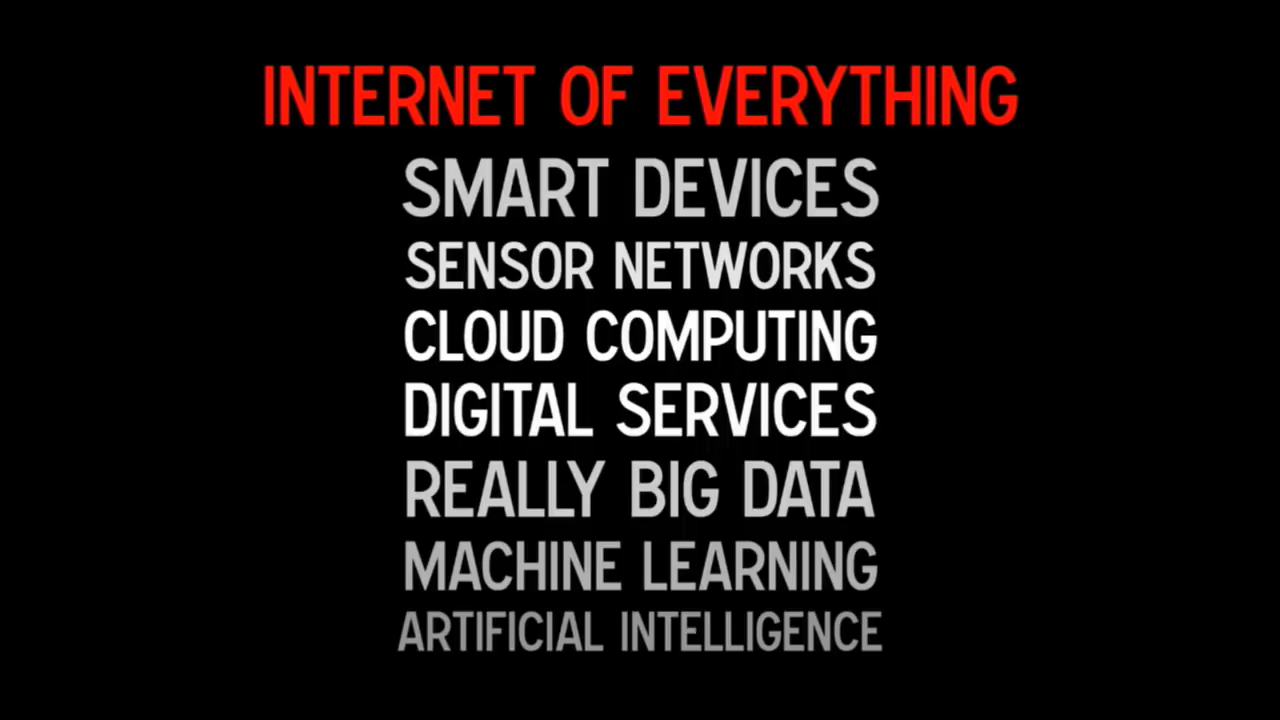 INTERNET OF EVERYTHING
SMART DEVICES
SENSOR NETWORKS
CLOUD COMPUTING
DIGITAL SERVICES
REALLY BIG DATA
MACHINE LEARNING
ARTIFICIAL INTELLIGENCE